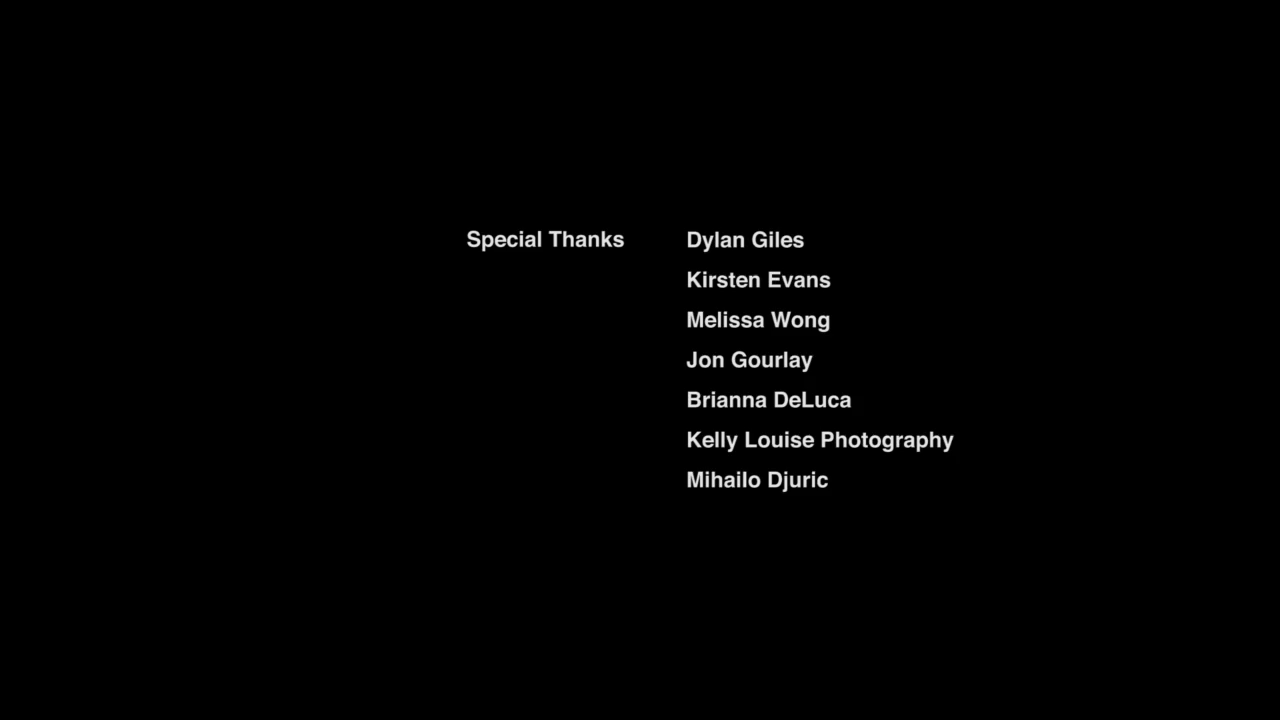 Special Thanks Dylan Giles
Kirsten Evans
Melissa Wong
Jon Gourlay
Brianna DeLuca
Kelly Louise Photography
Mihailo Djuric